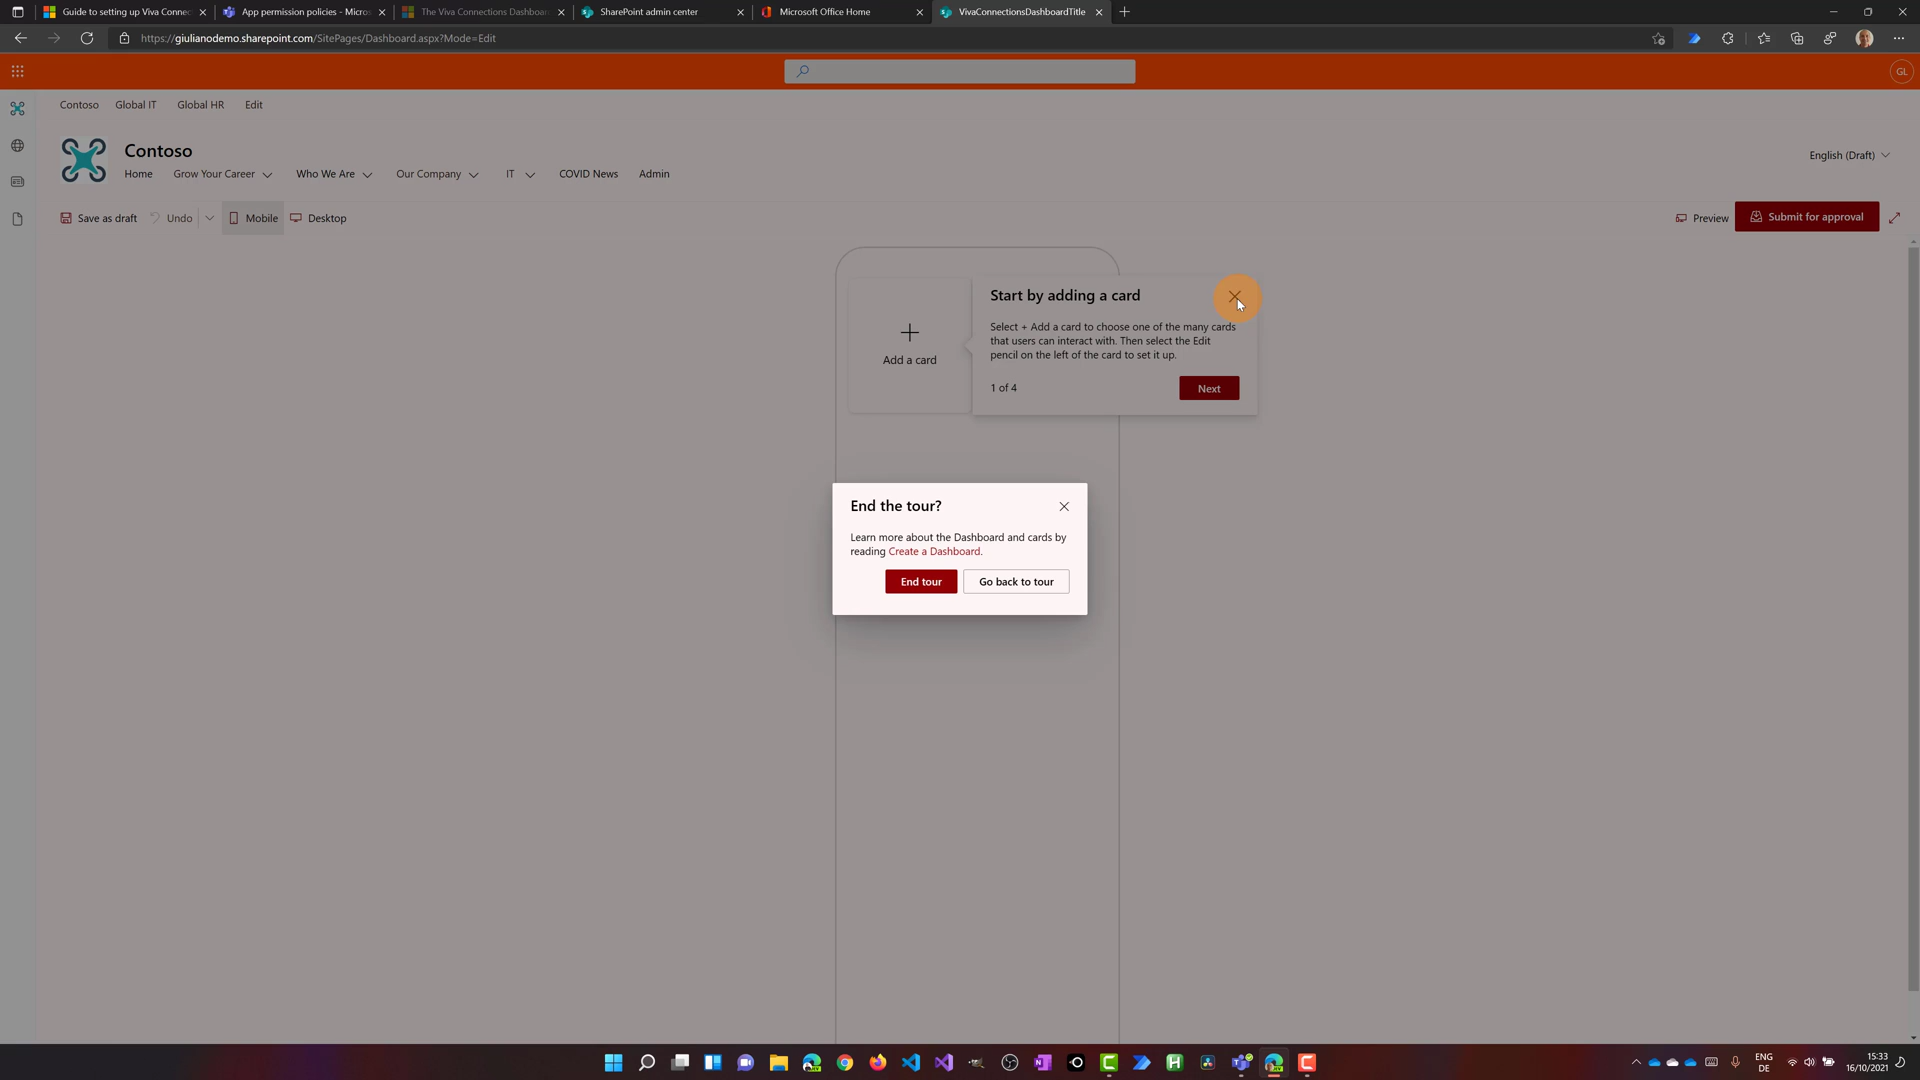 Guide to setting up Viva Connec
App permission policies - Micros
The Viva Connections Dashboar
SharePoint admin center
Microsoft Office Home
VivaConnectionsDashboardTitle
https://giulianodemo.sharepoint.com/SitePages/Dashboard.aspx?Mode=Edit
GL
Contoso Global IT Global HR Edit
Contoso
English (Draft)
Home Grow Your Career Who We Are Our Company IT COVID News Admin
Save as draft Undo Mobile Desktop Preview Submit for approval
Start by adding a card
Select + Add a card to choose one of the many cards
that users can interact with. Then select the Edit
pencil on the left of the card to set it up.
1 of 4 Next
Add a card
End the tour?
Learn more about the Dashboard and cards by
reading Create a Dashboard.
End tour Go back to tour
ENG
DE
15:33
16/10/2021